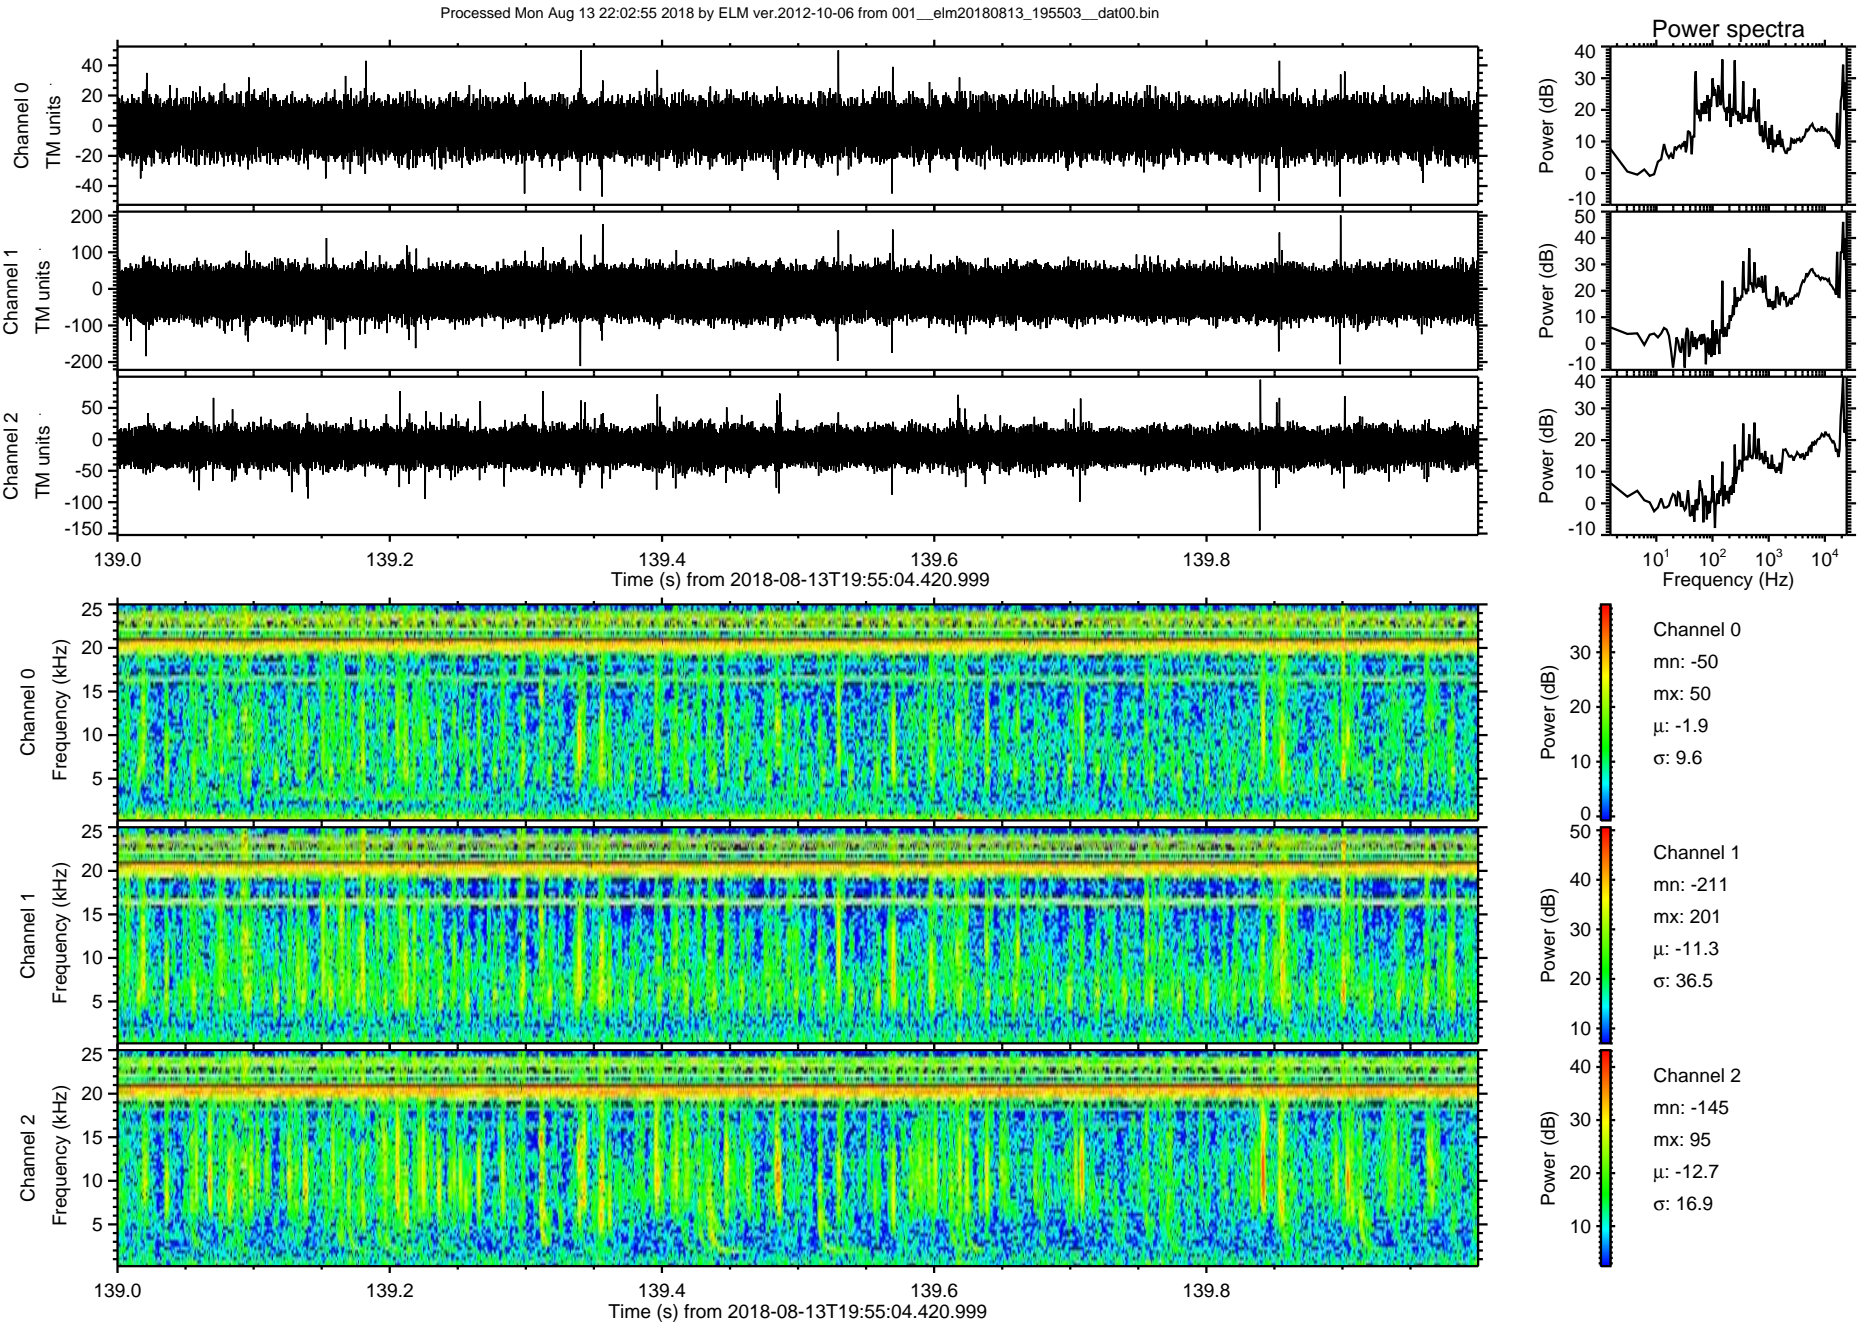 Processed Mon Aug 13 22:02:55 2018 by ELM ver.2012-10-06 from 001__elm20180813_195503__dat00.bin
Power spectra
Channel 0
TM units
40
20
0
-20
-40
Power (dB)
40
30
20
10
0
-10
Channel 1
TM units
200
100
0
-100
-200
Power (dB)
50
40
30
20
10
0
-10
Channel 2
TM units
50
0
-50
-100
-150
Power (dB)
40
30
20
10
0
-10
139.0 139.2 139.4 139.6 139.8
Time (s) from 2018-08-13T19:55:04.420.999
10¹ 10² 10³ 10⁴
Frequency (Hz)
Channel 0
Frequency (kHz)
25
20
15
10
5
Power (dB)
30
20
10
0
Channel 0
mn: -50
mx: 50
μ: -1.9
σ: 9.6
Channel 1
Frequency (kHz)
25
20
15
10
5
Power (dB)
50
40
30
20
10
Channel 1
mn: -211
mx: 201
μ: -11.3
σ: 36.5
Channel 2
Frequency (kHz)
25
20
15
10
5
Power (dB)
40
30
20
10
Channel 2
mn: -145
mx: 95
μ: -12.7
σ: 16.9
139.0 139.2 139.4 139.6 139.8
Time (s) from 2018-08-13T19:55:04.420.999